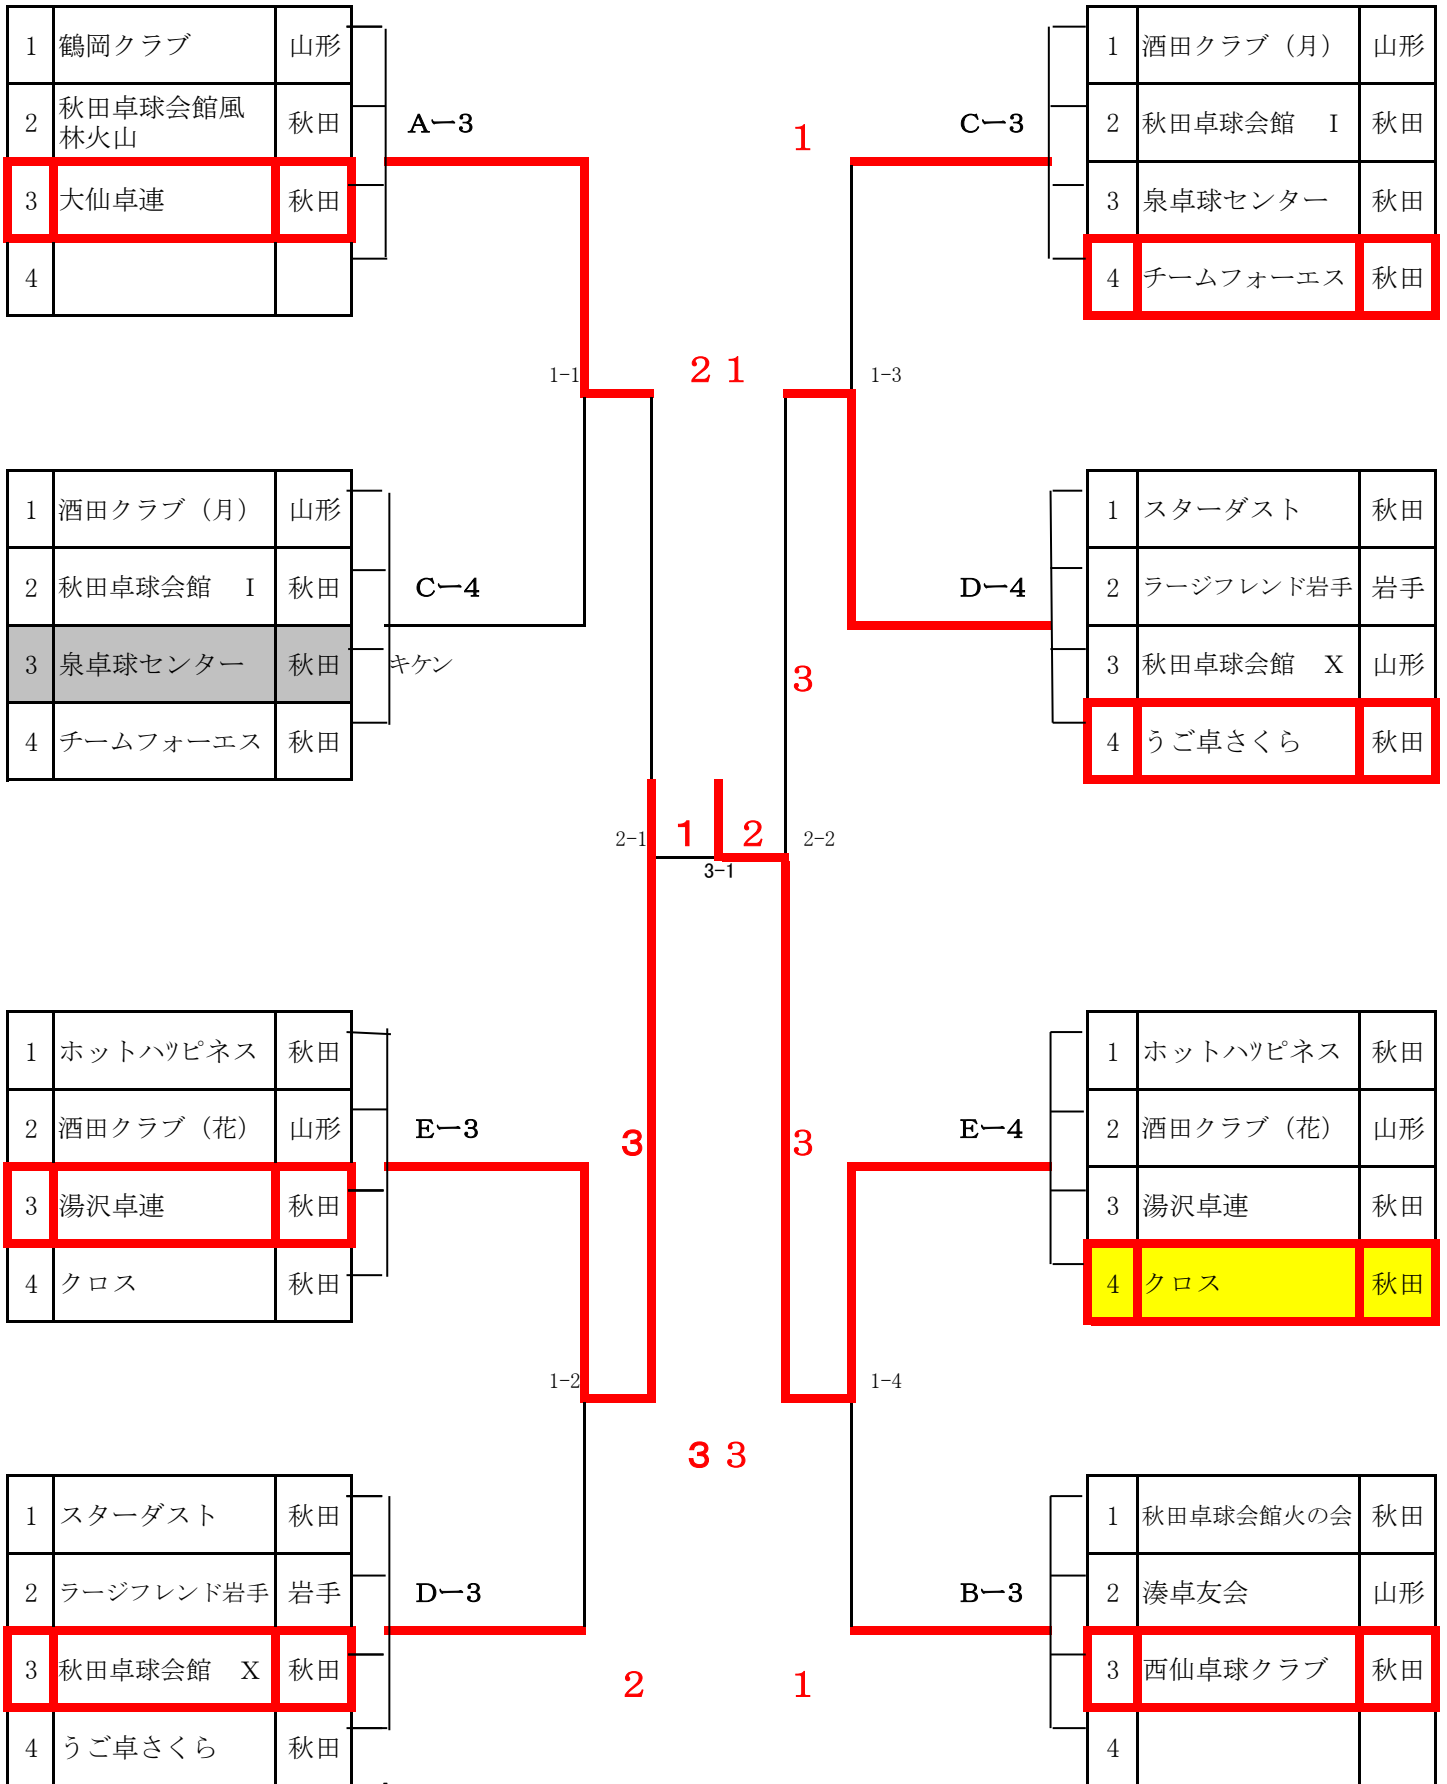 1 鶴岡クラブ 山形
2 秋田卓球会館風
林火山 秋田
3 大仙卓連 秋田
4
A－3
1-1
1 酒田クラブ（月） 山形
2 秋田卓球会館　I 秋田
3 泉卓球センター 秋田
4 チームフォーエス 秋田
C－4
キケン
1 ホットハッピネス 秋田
2 酒田クラブ（花） 山形
3 湯沢卓連 秋田
4 クロス 秋田
E－3
1-2
1 スターダスト 秋田
2 ラージフレンド岩手 岩手
3 秋田卓球会館　X 秋田
4 うご卓さくら 秋田
D－3
2 1
2-1
1 2
3-1
2-2
3
3 3
2
1
3
3
1
1 酒田クラブ（月） 山形
2 秋田卓球会館　I 秋田
3 泉卓球センター 秋田
4 チームフォーエス 秋田
C－3
1-3
1 スターダスト 秋田
2 ラージフレンド岩手 岩手
3 秋田卓球会館　X 山形
4 うご卓さくら 秋田
D－4
1 ホットハッピネス 秋田
2 酒田クラブ（花） 山形
3 湯沢卓連 秋田
4 クロス 秋田
E－4
1-4
1 秋田卓球会館火の会 秋田
2 湊卓友会 山形
3 西仙卓球クラブ 秋田
4
B－3